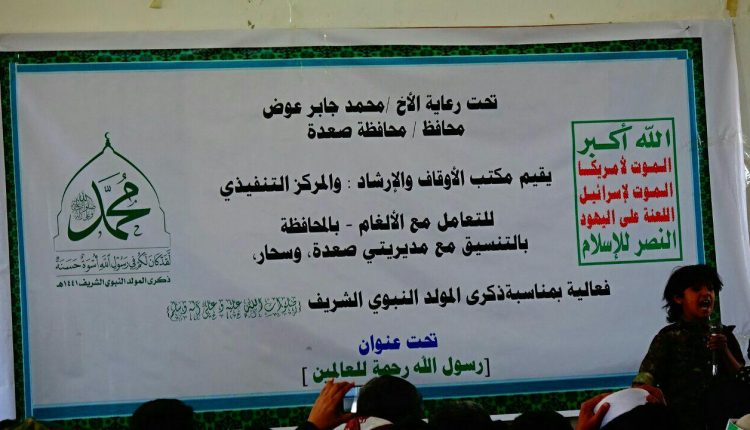 تحت رعاية الأخ /محمد جابر عوض
محافظ / محافظة صعدة
يقيم مكتب الأوقاف والإرشاد : والمركز التنفيذي
للتعامل مع الألغام - بالمحافظة
بالتنسيق مع مديريتي صعدة، وسحار،
فعالية بمناسبة ذكرى المولد النبوي الشريف
تحت عنوان
[رسول الله رحمة للعالمين ]
الله أكبر
الموت لأمريكا
الموت لإسرائيل
اللعنة على اليهود
النصر للإسلام
محمد
لقد كان لكم في رسول الله أسوة حسنة
ذكرى المولد النبوي الشريف ١٤٤١هـ